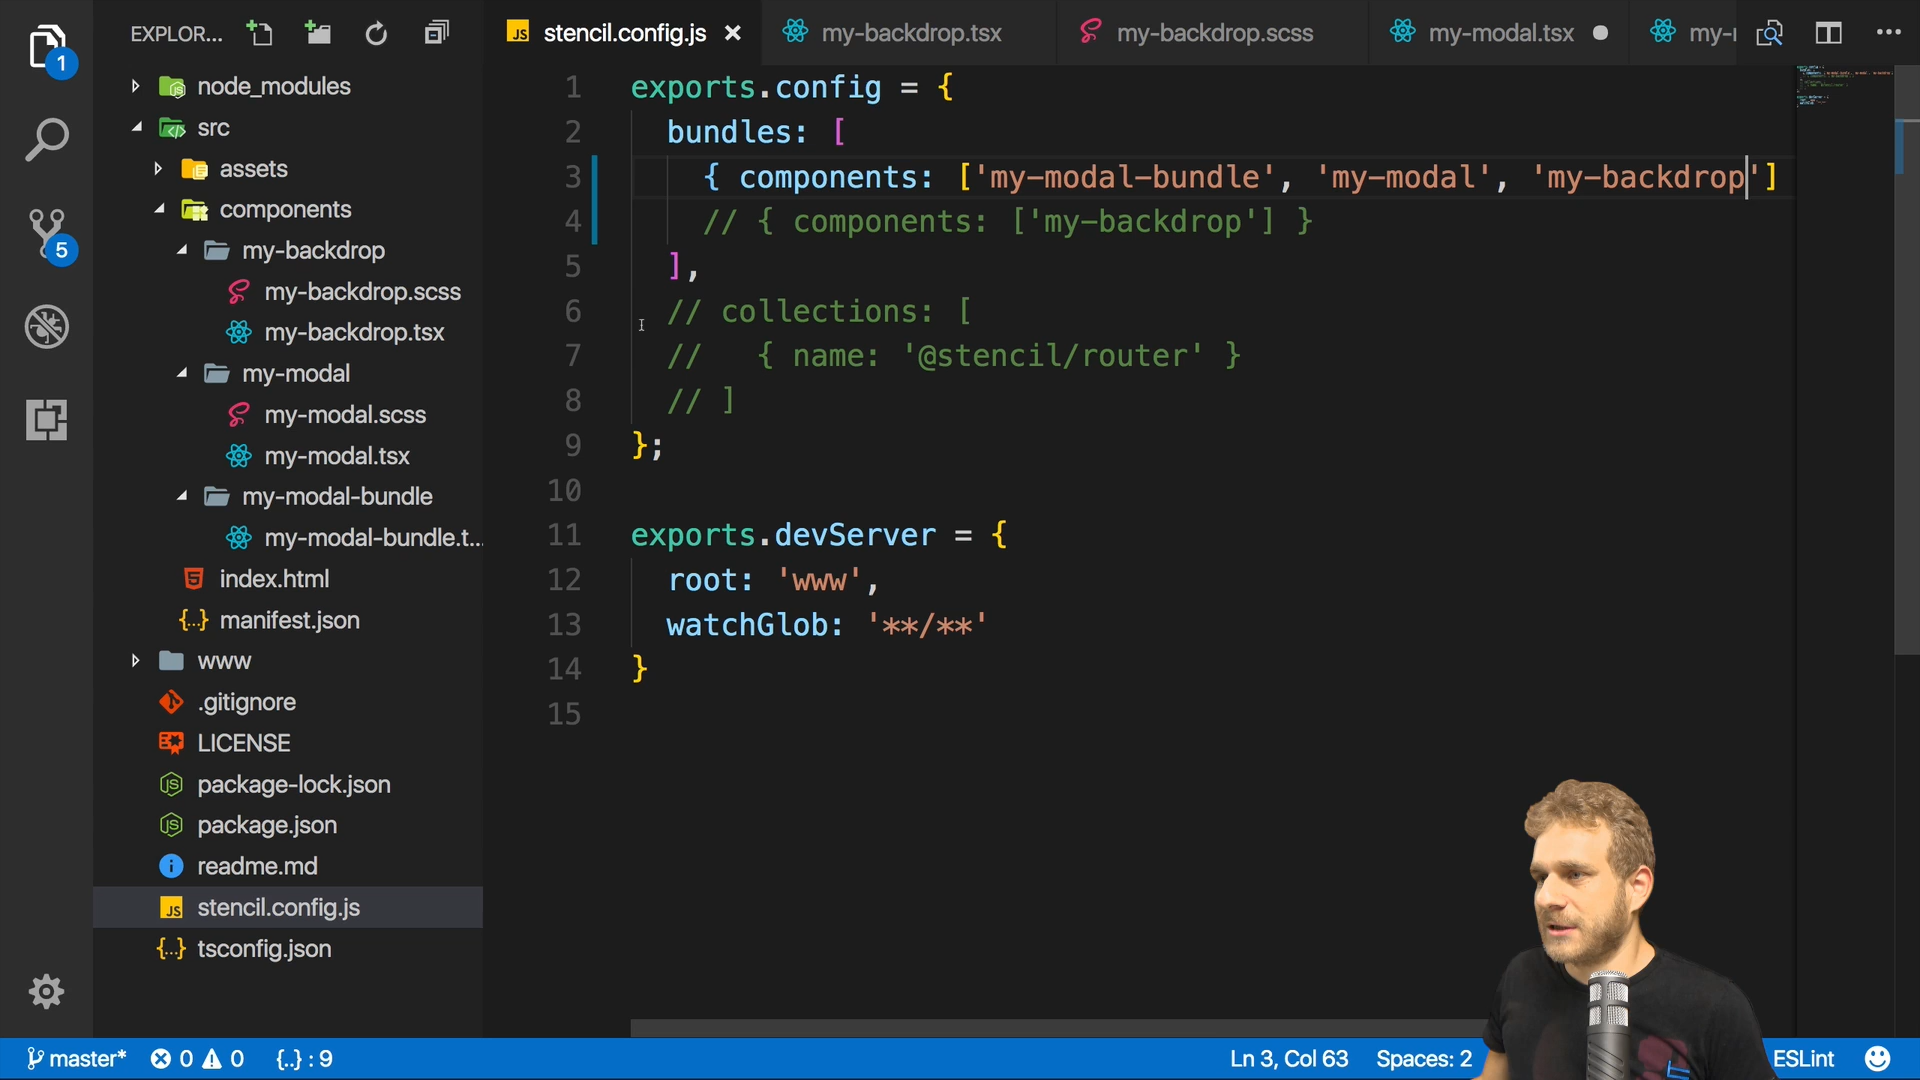 EXPLOR...
stencil.config.js
my-backdrop.tsx
my-backdrop.scss
my-modal.tsx
1
5
node_modules
src
assets
components
my-backdrop
my-backdrop.scss
my-backdrop.tsx
my-modal
my-modal.scss
my-modal.tsx
my-modal-bundle
my-modal-bundle.t...
index.html
manifest.json
www
.gitignore
LICENSE
package-lock.json
package.json
readme.md
stencil.config.js
tsconfig.json
1 exports.config = {
2 bundles: [
3 { components: ['my-modal-bundle', 'my-modal', 'my-backdrop']
4 // { components: ['my-backdrop'] }
5 ],
6 // collections: [
7 // { name: '@stencil/router' }
8 // ]
9 };
10
11 exports.devServer = {
12 root: 'www',
13 watchGlob: '**/**'
14 }
15
master* 0 0 {..} : 9
Ln 3, Col 63 Spaces: 2 ESLint